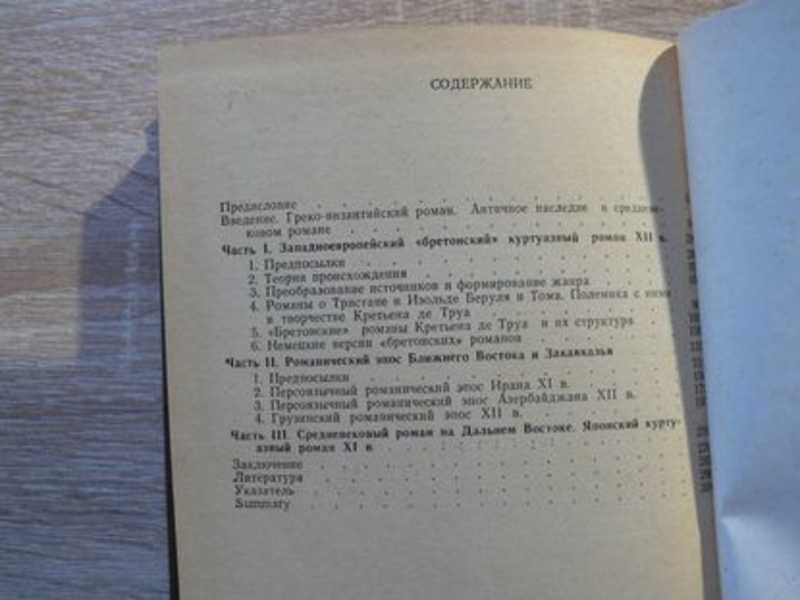 СОДЕРЖАНИЕ
Предисловие
Введение. Греко-византийский роман. Античное наследие в средневе-
ковом романе
Часть I. Западноевропейский «бретонский» куртуазный роман XII в.
1. Предпосылки
2. Теория происхождения
3. Преобразование источников и формирование жанра
4. Романы о Тристане и Изольде Беруля и Тома. Полемика с ними
в творчестве Кретьена де Труа
5. «Бретонские» романы Кретьена де Труа и их структура
6. Немецкие версии «бретонских» романов
Часть II. Романический эпос Ближнего Востока и Закавказья
1. Предпосылки
2. Персоязычный романический эпос Ирана XI в.
3. Персоязычный романический эпос Азербайджана XII в.
4. Грузинский романический эпос XII в.
Часть III. Средневековый роман на Дальнем Востоке. Японский курту-
азный роман XI в
Заключение
Литература
Указатель
Summary